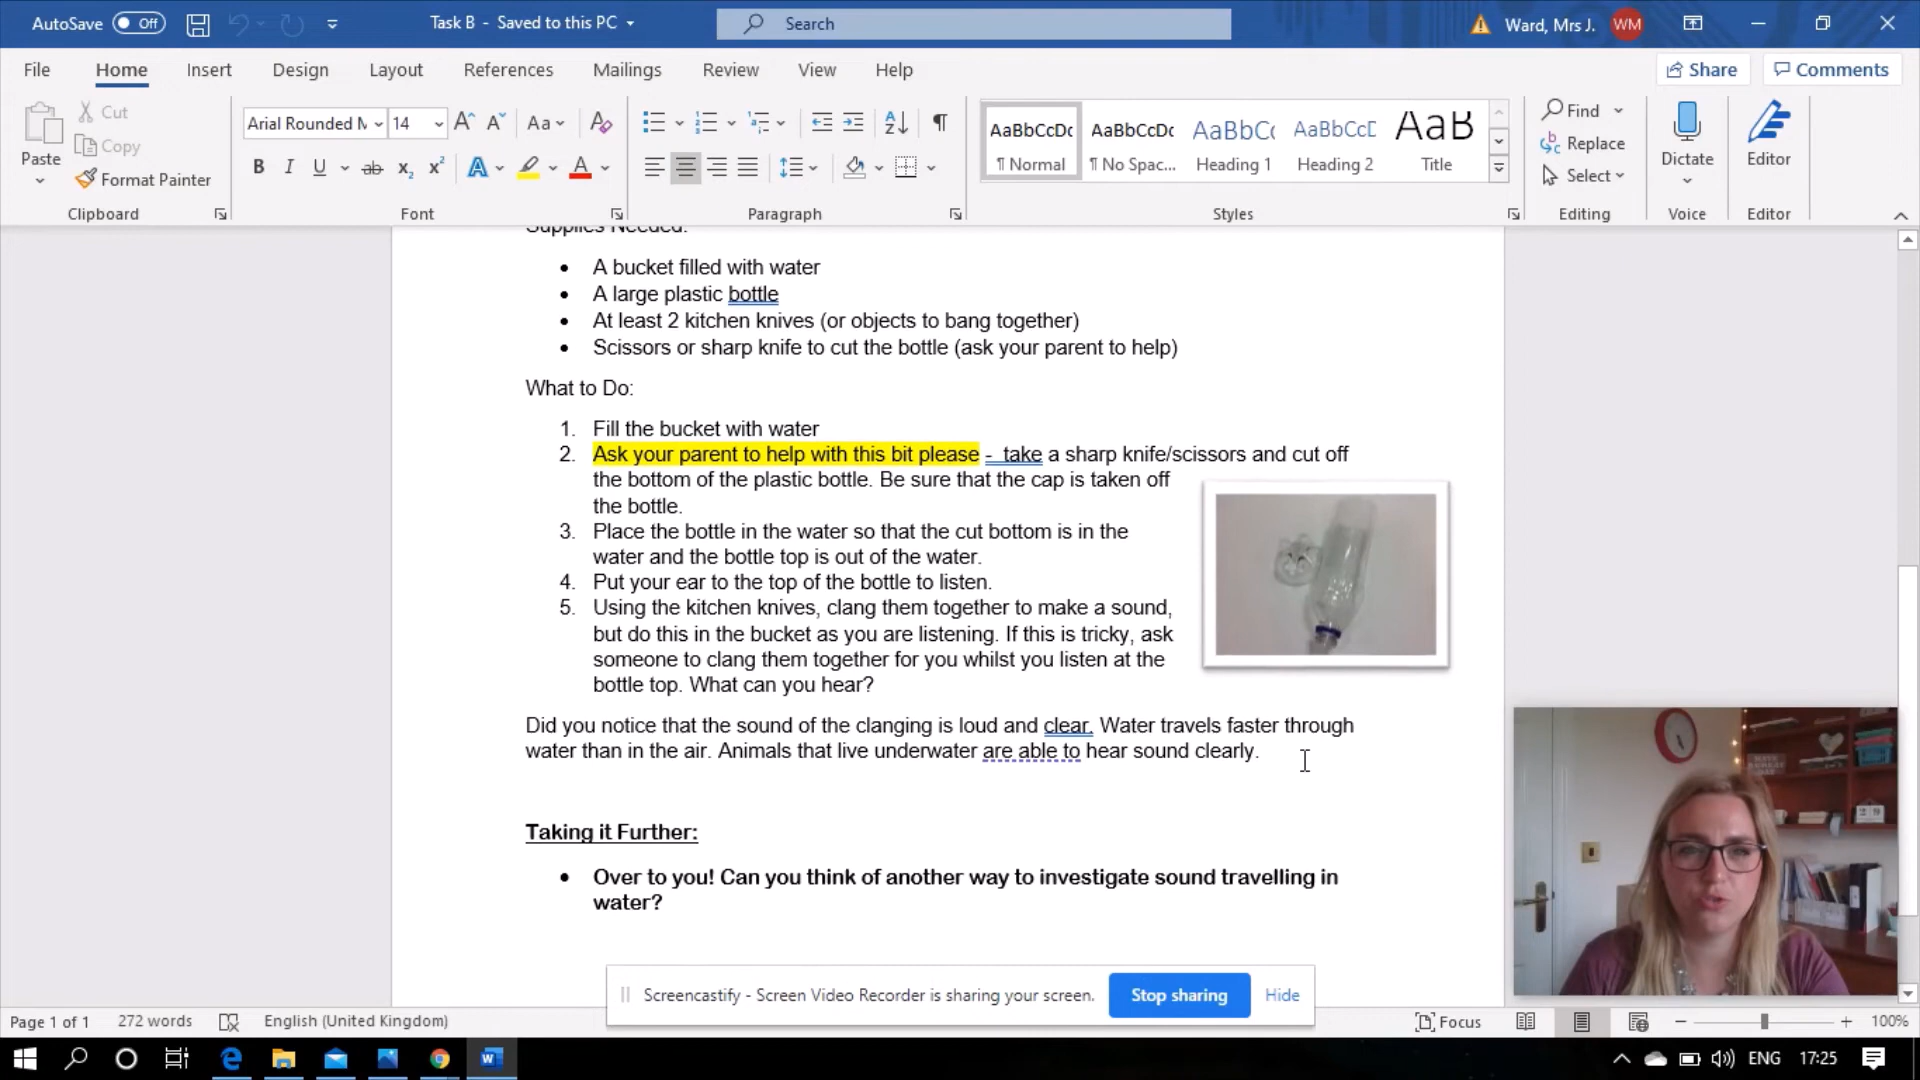 AutoSave Off Task B - Saved to this PC Search Ward, Mrs J. WM
File Home Insert Design Layout References Mailings Review View Help Share Comments
Paste Cut Copy Format Painter Clipboard
Arial Rounded M 14 Aa Font
Paragraph
AaBbCcDc ¶ Normal AaBbCcDc ¶ No Spac... AaBbCc Heading 1 AaBbCcD Heading 2 AaB Title Styles
Find Replace Select Editing
Dictate Voice
Editor Editor
Supplies Needed:
• A bucket filled with water
• A large plastic bottle
• At least 2 kitchen knives (or objects to bang together)
• Scissors or sharp knife to cut the bottle (ask your parent to help)
What to Do:
1. Fill the bucket with water
2. Ask your parent to help with this bit please - take a sharp knife/scissors and cut off
the bottom of the plastic bottle. Be sure that the cap is taken off
the bottle.
3. Place the bottle in the water so that the cut bottom is in the
water and the bottle top is out of the water.
4. Put your ear to the top of the bottle to listen.
5. Using the kitchen knives, clang them together to make a sound,
but do this in the bucket as you are listening. If this is tricky, ask
someone to clang them together for you whilst you listen at the
bottle top. What can you hear?
Did you notice that the sound of the clanging is loud and clear. Water travels faster through
water than in the air. Animals that live underwater are able to hear sound clearly.
Taking it Further:
• Over to you! Can you think of another way to investigate sound travelling in
water?
Screencastify - Screen Video Recorder is sharing your screen. Stop sharing Hide
Page 1 of 1 272 words English (United Kingdom) Focus 100%
ENG 17:25